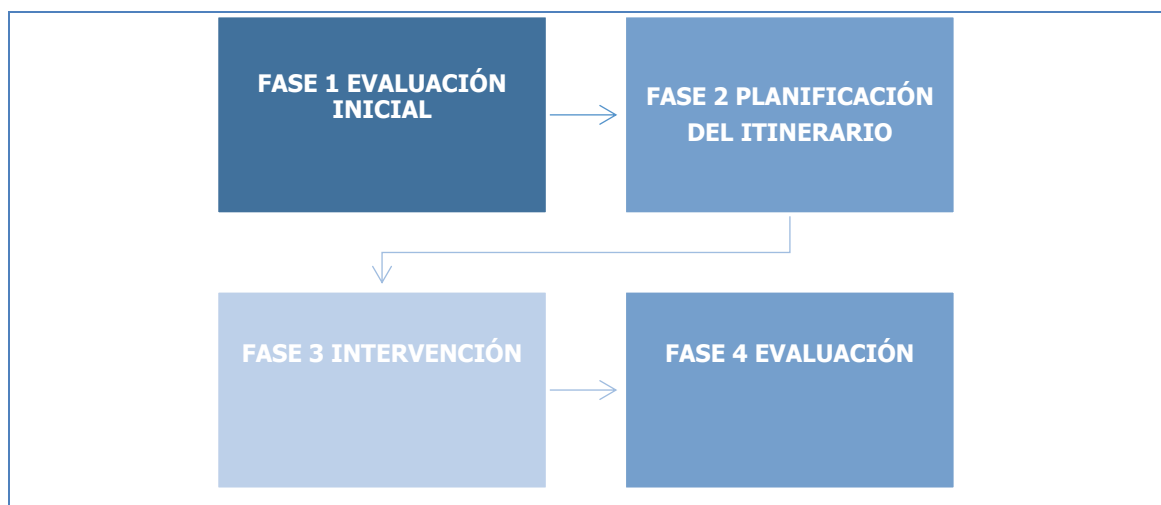 FASE 1 EVALUACIÓN
INICIAL
FASE 2 PLANIFICACIÓN
DEL ITINERARIO
FASE 3 INTERVENCIÓN
FASE 4 EVALUACIÓN